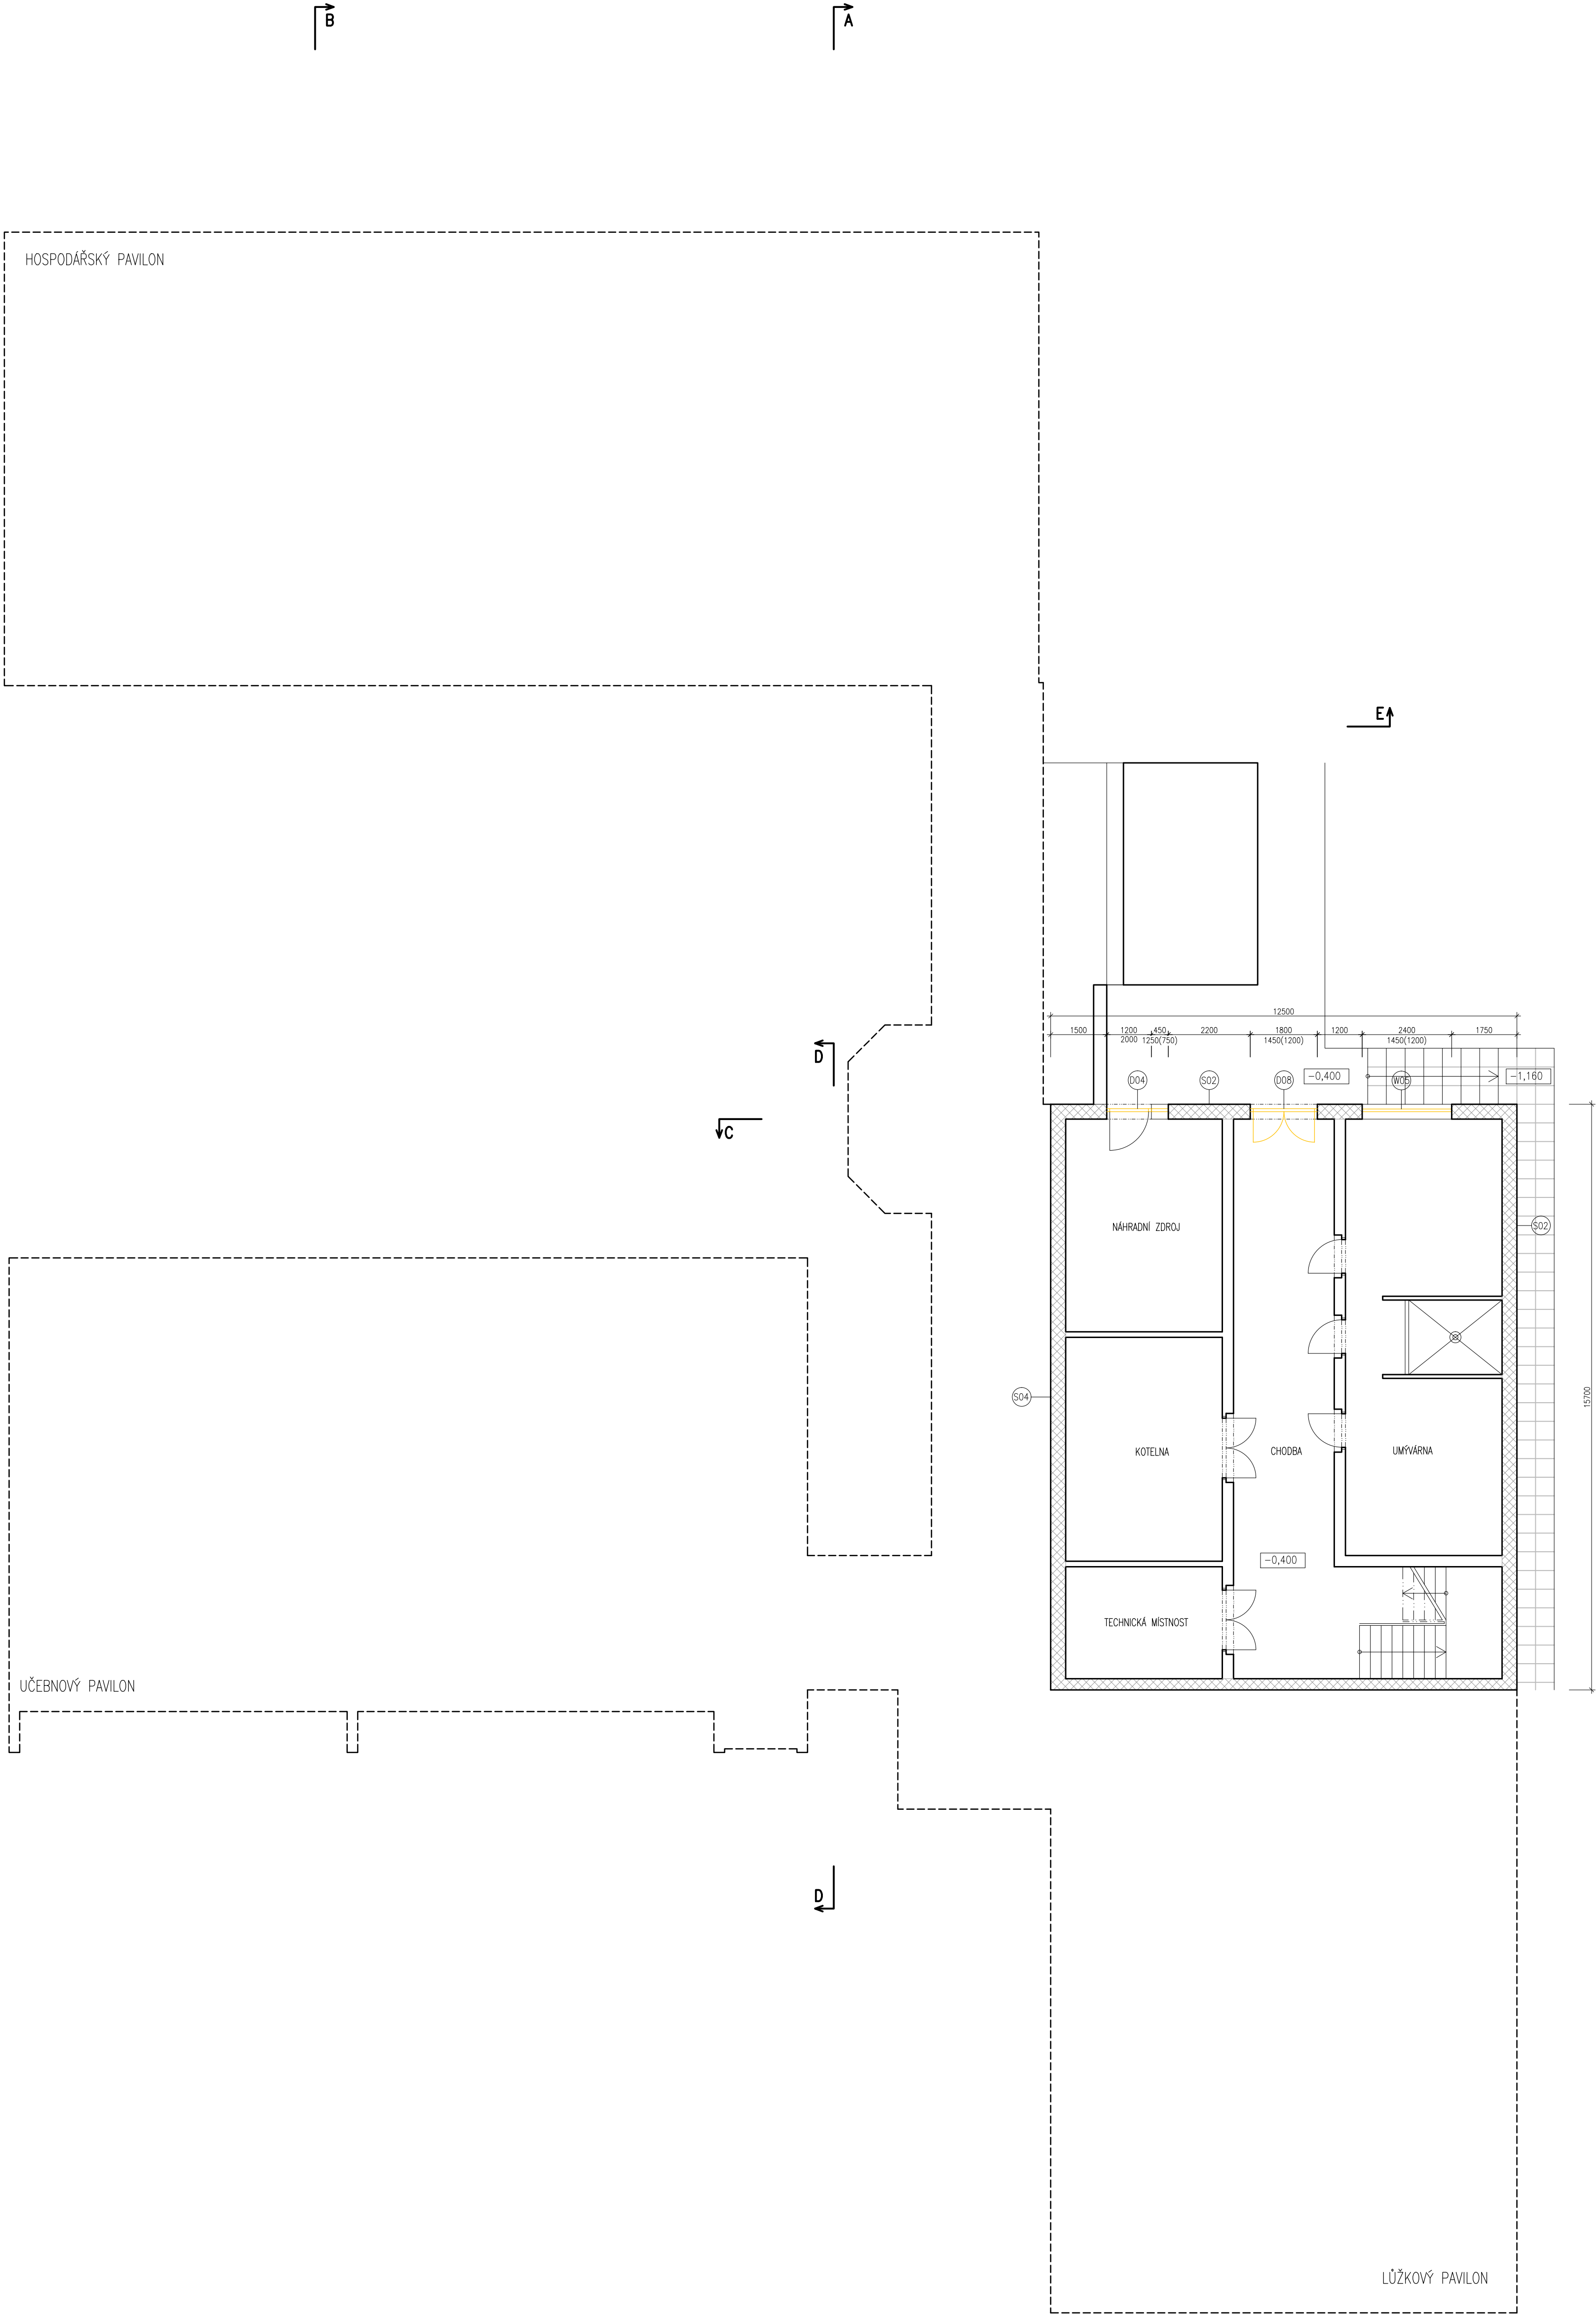 B
A
HOSPODÁŘSKÝ PAVILON
E
12500
1500
1200
450
2200
1800
1200
2400
1750
2000
1250(750)
1450(1200)
1450(1200)
D
D04
S02
D08
-0,400
W05
-1,160
C
NÁHRADNÍ ZDROJ
S02
S04
15700
KOTELNA
CHODBA
UMÝVÁRNA
-0,400
TECHNICKÁ MÍSTNOST
UČEBNOVÝ PAVILON
D
LŮŽKOVÝ PAVILON